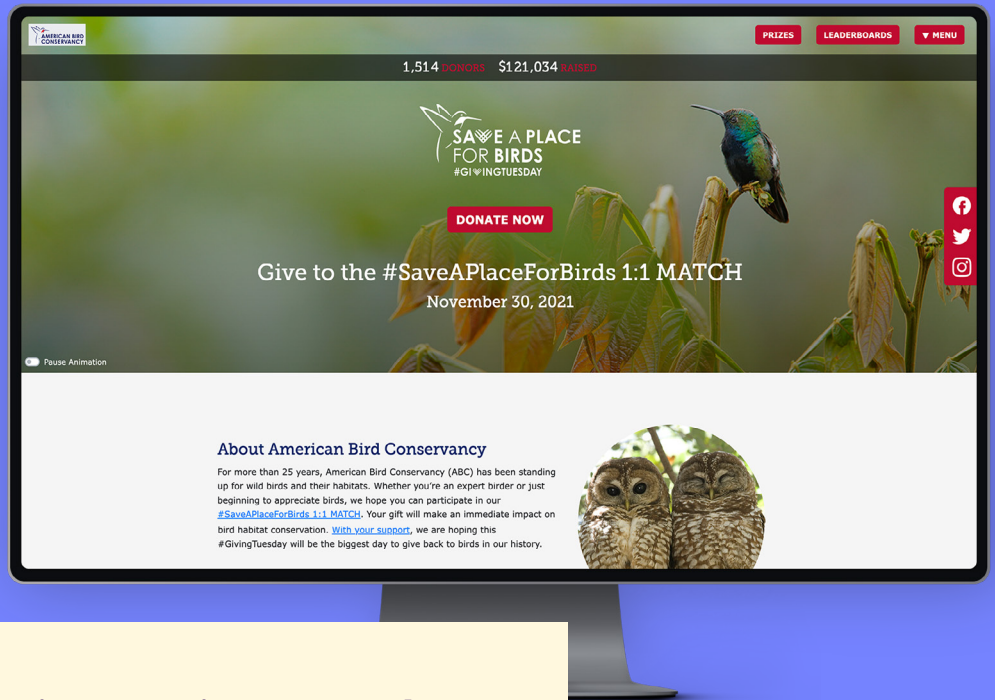 AMERICAN BIRD
CONSERVANCY
PRIZES
LEADERBOARDS
▼ MENU
1,514 DONORS $121,034 RAISED
SAVE A PLACE
FOR BIRDS
#GIVINGTUESDAY
DONATE NOW
Give to the #SaveAPlaceForBirds 1:1 MATCH
November 30, 2021
Pause Animation
About American Bird Conservancy
For more than 25 years, American Bird Conservancy (ABC) has been standing
up for wild birds and their habitats. Whether you're an expert birder or just
beginning to appreciate birds, we hope you can participate in our
#SaveAPlaceForBirds 1:1 MATCH. Your gift will make an immediate impact on
bird habitat conservation. With your support, we are hoping this
#GivingTuesday will be the biggest day to give back to birds in our history.